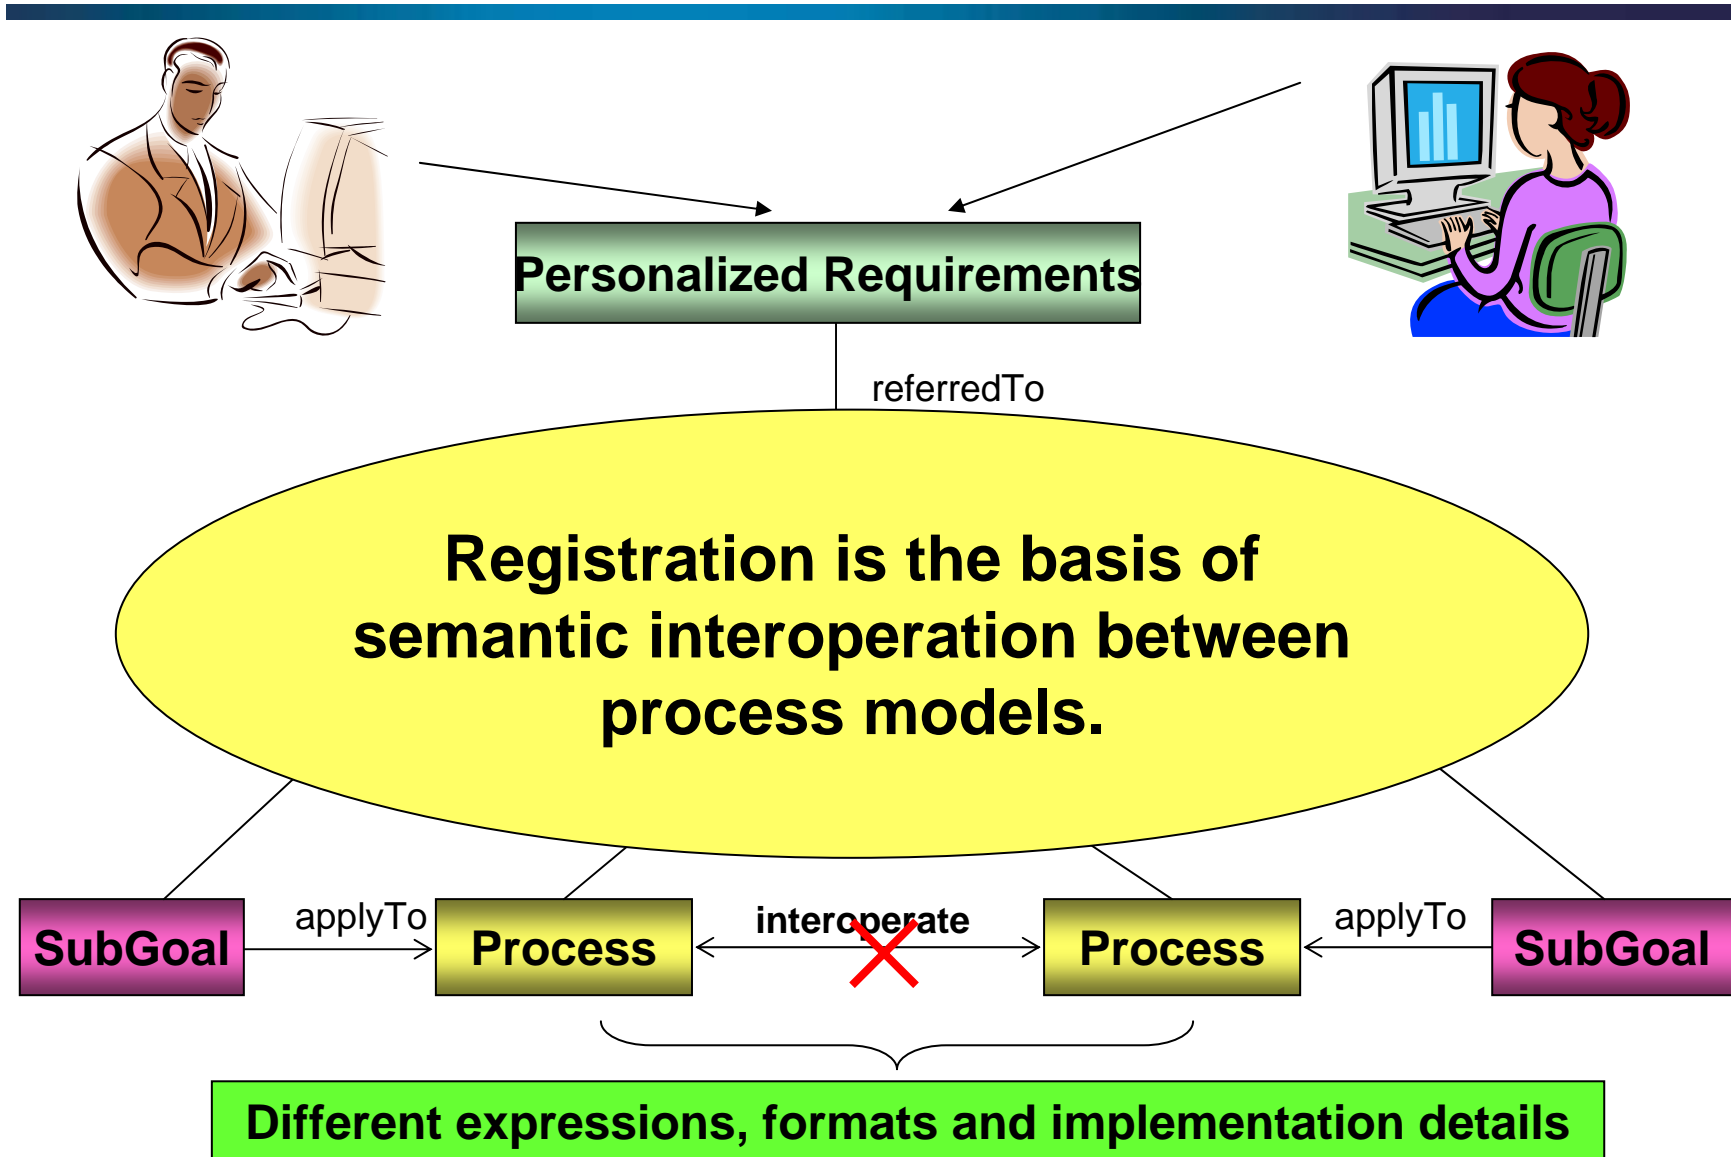 Personalized Requirements
referredTo
Registration is the basis of
semantic interoperation between
process models.
SubGoal
applyTo
Process
interoperate
Process
applyTo
SubGoal
Different expressions, formats and implementation details